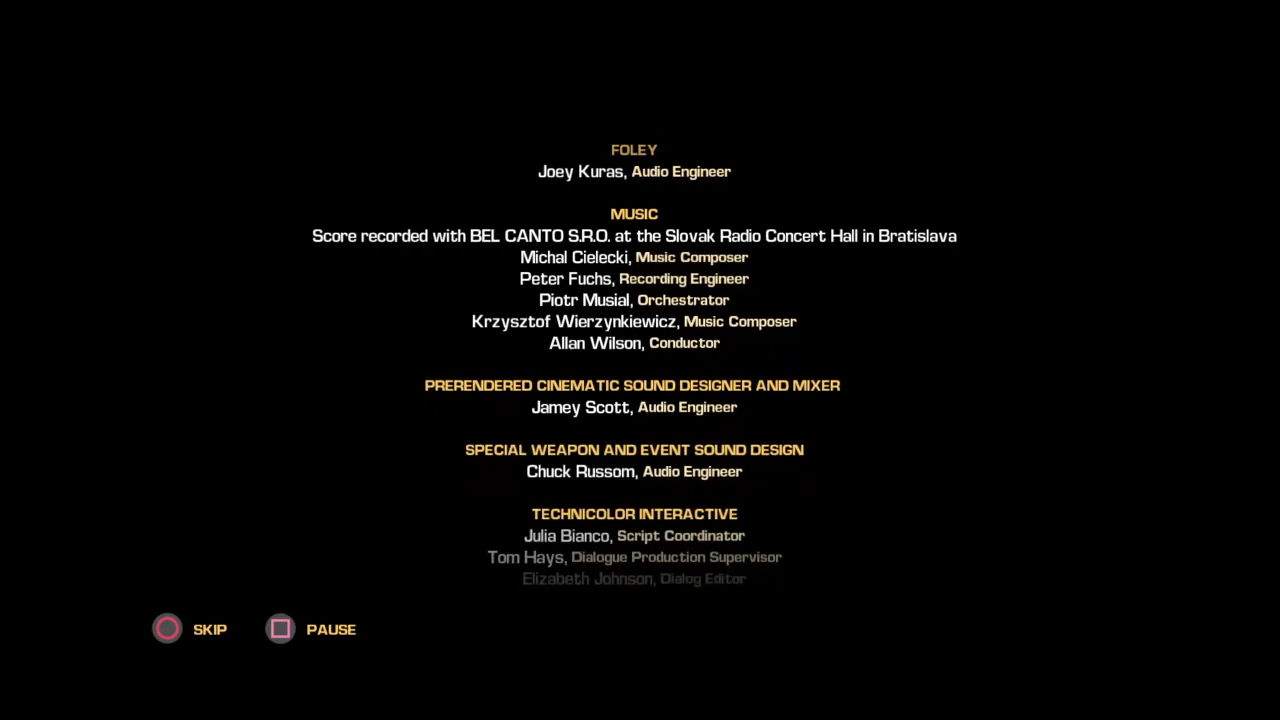 FOLEY
Joey Kuras, Audio Engineer
MUSIC
Score recorded with BEL CANTO S.R.O. at the Slovak Radio Concert Hall in Bratislava
Michal Cielecki, Music Composer
Peter Fuchs, Recording Engineer
Piotr Musial, Orchestrator
Krzysztof Wierzynkiewicz, Music Composer
Allan Wilson, Conductor
PRERENDERED CINEMATIC SOUND DESIGNER AND MIXER
Jamey Scott, Audio Engineer
SPECIAL WEAPON AND EVENT SOUND DESIGN
Chuck Russom, Audio Engineer
TECHNICOLOR INTERACTIVE
Julia Bianco, Script Coordinator
Tom Hays, Dialogue Production Supervisor
Elizabeth Johnson, Dialog Editor
SKIP PAUSE